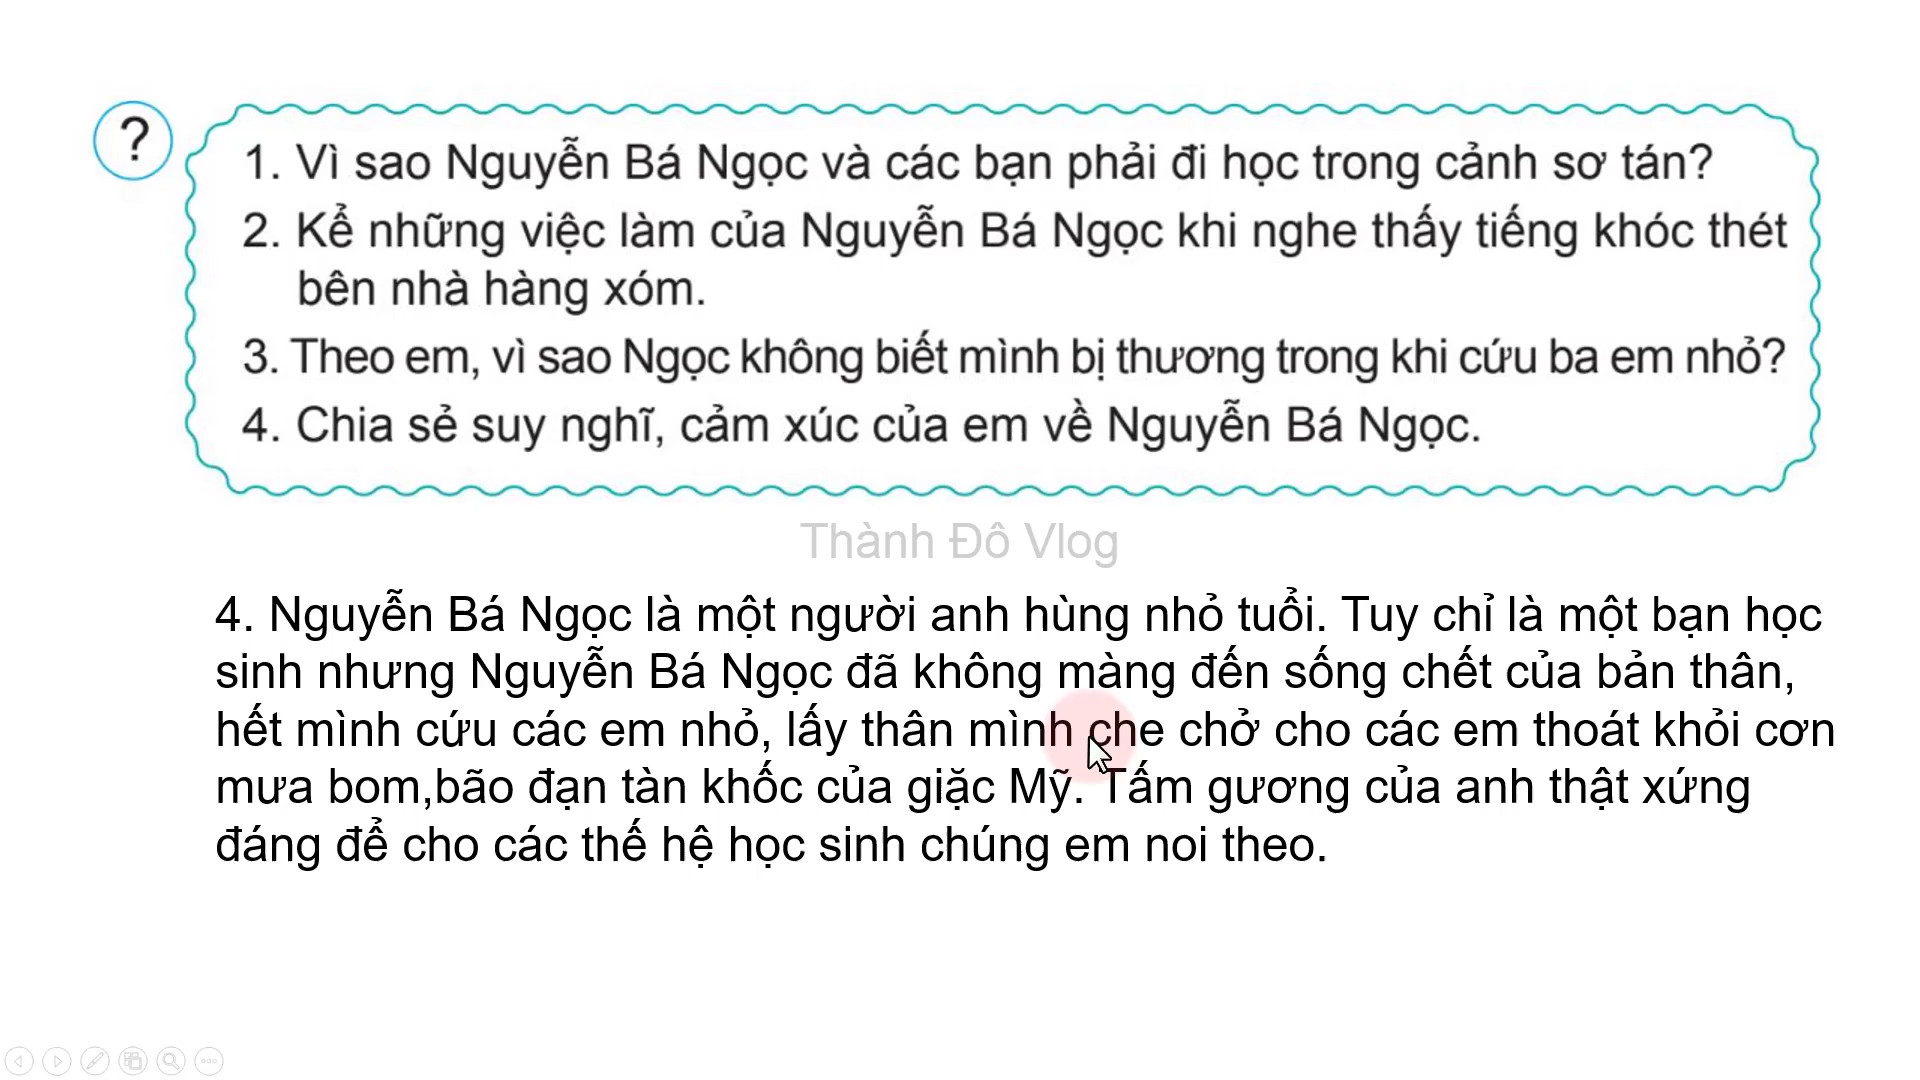 ?
1. Vì sao Nguyễn Bá Ngọc và các bạn phải đi học trong cảnh sơ tán?
2. Kể những việc làm của Nguyễn Bá Ngọc khi nghe thấy tiếng khóc thét
bên nhà hàng xóm.
3. Theo em, vì sao Ngọc không biết mình bị thương trong khi cứu ba em nhỏ?
4. Chia sẻ suy nghĩ, cảm xúc của em về Nguyễn Bá Ngọc.
Thành Đô Vlog
4. Nguyễn Bá Ngọc là một người anh hùng nhỏ tuổi. Tuy chỉ là một bạn học
sinh nhưng Nguyễn Bá Ngọc đã không màng đến sống chết của bản thân,
hết mình cứu các em nhỏ, lấy thân mình che chở cho các em thoát khỏi cơn
mưa bom,bão đạn tàn khốc của giặc Mỹ. Tấm gương của anh thật xứng
đáng để cho các thế hệ học sinh chúng em noi theo.